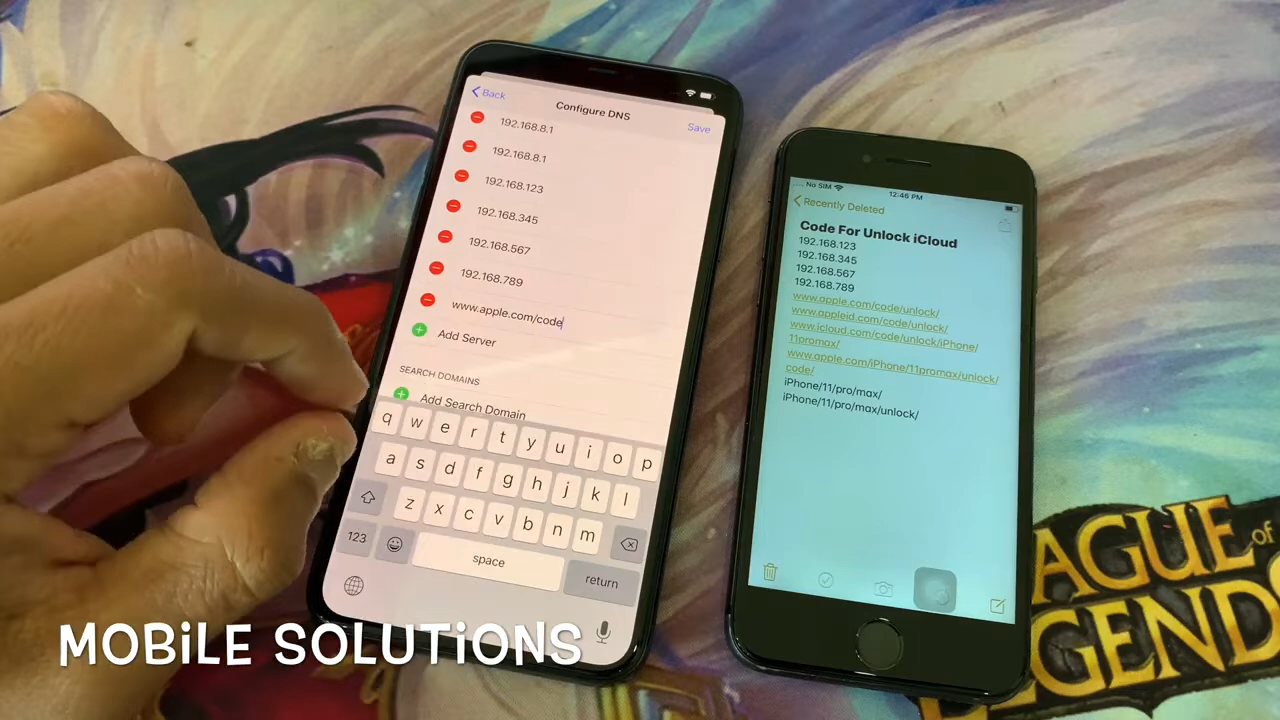 Back
Configure DNS
Save
192.168.8.1
192.168.8.1
192.168.123
192.168.345
192.168.567
192.168.789
www.apple.com/code
Add Server
SEARCH DOMAINS
Add Search Domain
q w e r t y u i o p
a s d f g h j k l
z x c v b n m
123
space
return
No SIM
12:46 PM
Recently Deleted
Code For Unlock iCloud
192.168.123
192.168.345
192.168.567
192.168.789
www.apple.com/code/unlock/
www.appleid.com/code/unlock/
www.icloud.com/code/unlock/iPhone/
11promax/
www.apple.com/iPhone/11promax/unlock/
code/
iPhone/11/pro/max/
iPhone/11/pro/max/unlock/
LEAGUE of
LEGENDS
MOBiLE SOLUTiONS